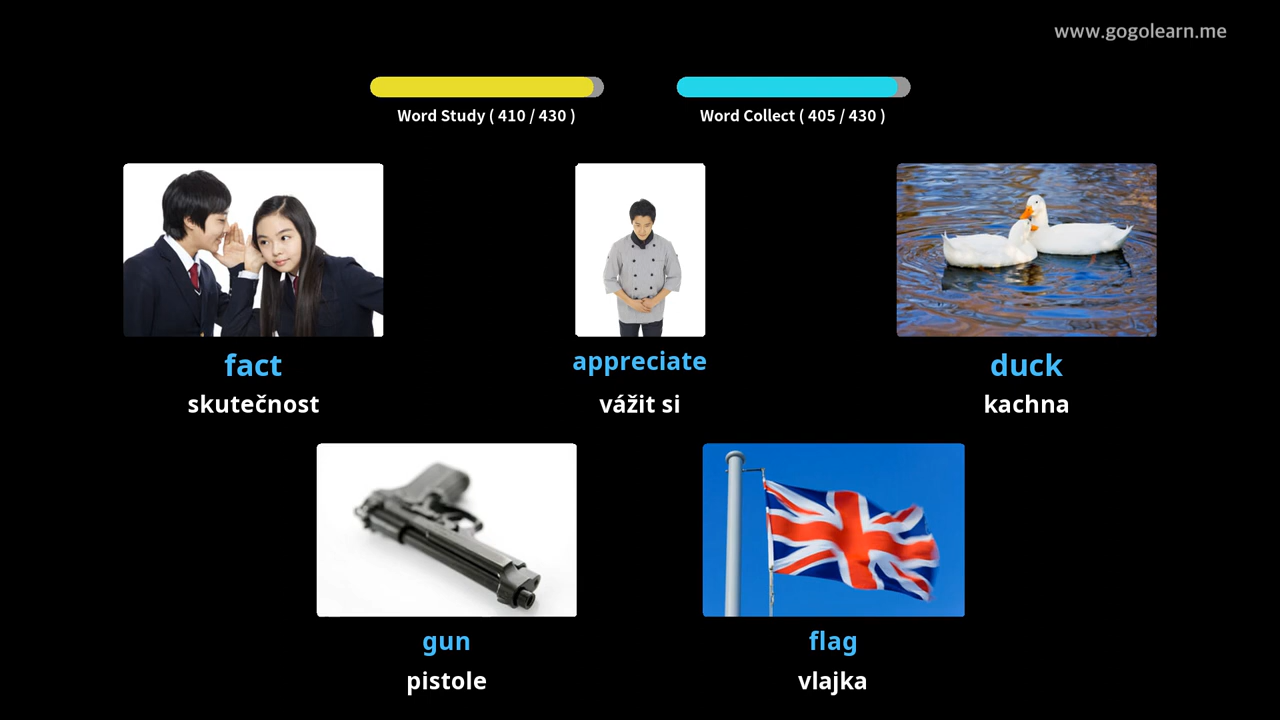 www.gogolearn.me
Word Study ( 410 / 430 )
Word Collect ( 405 / 430 )
fact
skutečnost
appreciate
vážit si
duck
kachna
gun
pistole
flag
vlajka